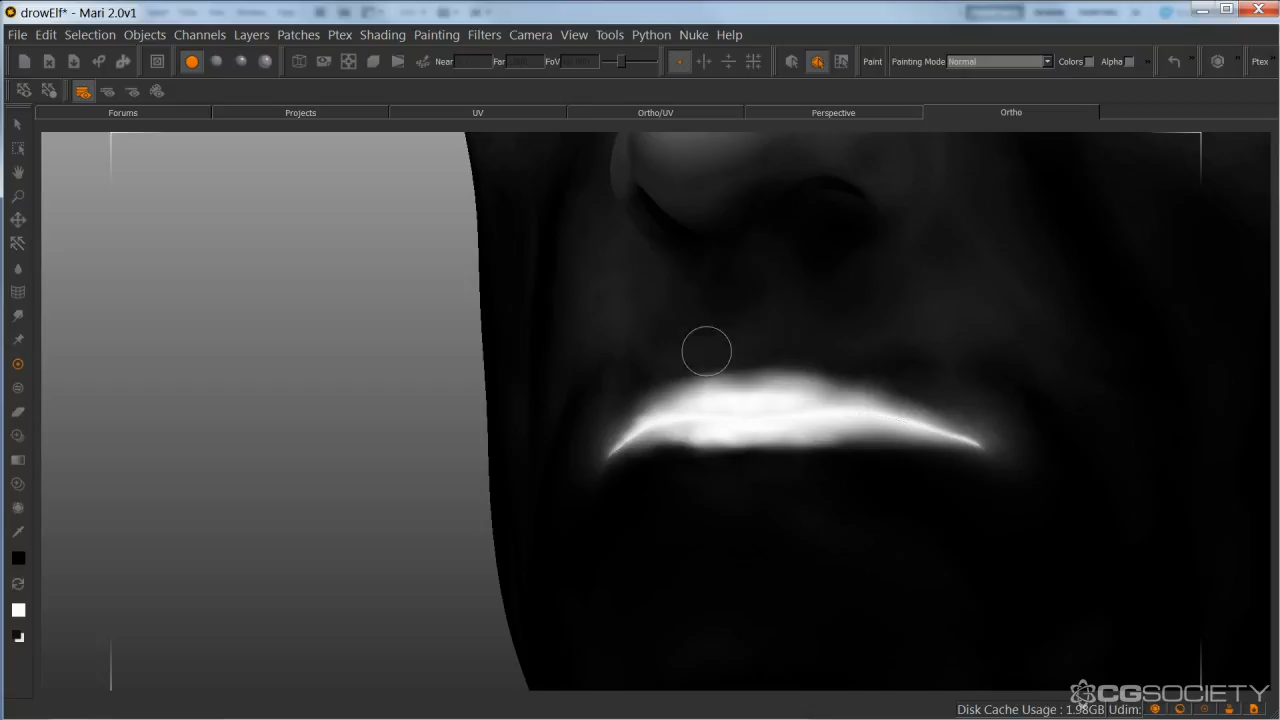 drowElf* - Mari 2.0v1
File Edit Selection Objects Channels Layers Patches Ptex Shading Painting Filters Camera View Tools Python Nuke Help
Near Far FoV Paint Painting Mode Normal Colors Alpha Ptex
Forums Projects UV Ortho/UV Perspective Ortho
CGSOCIETY
Disk Cache Usage : 1.98GB Udim: